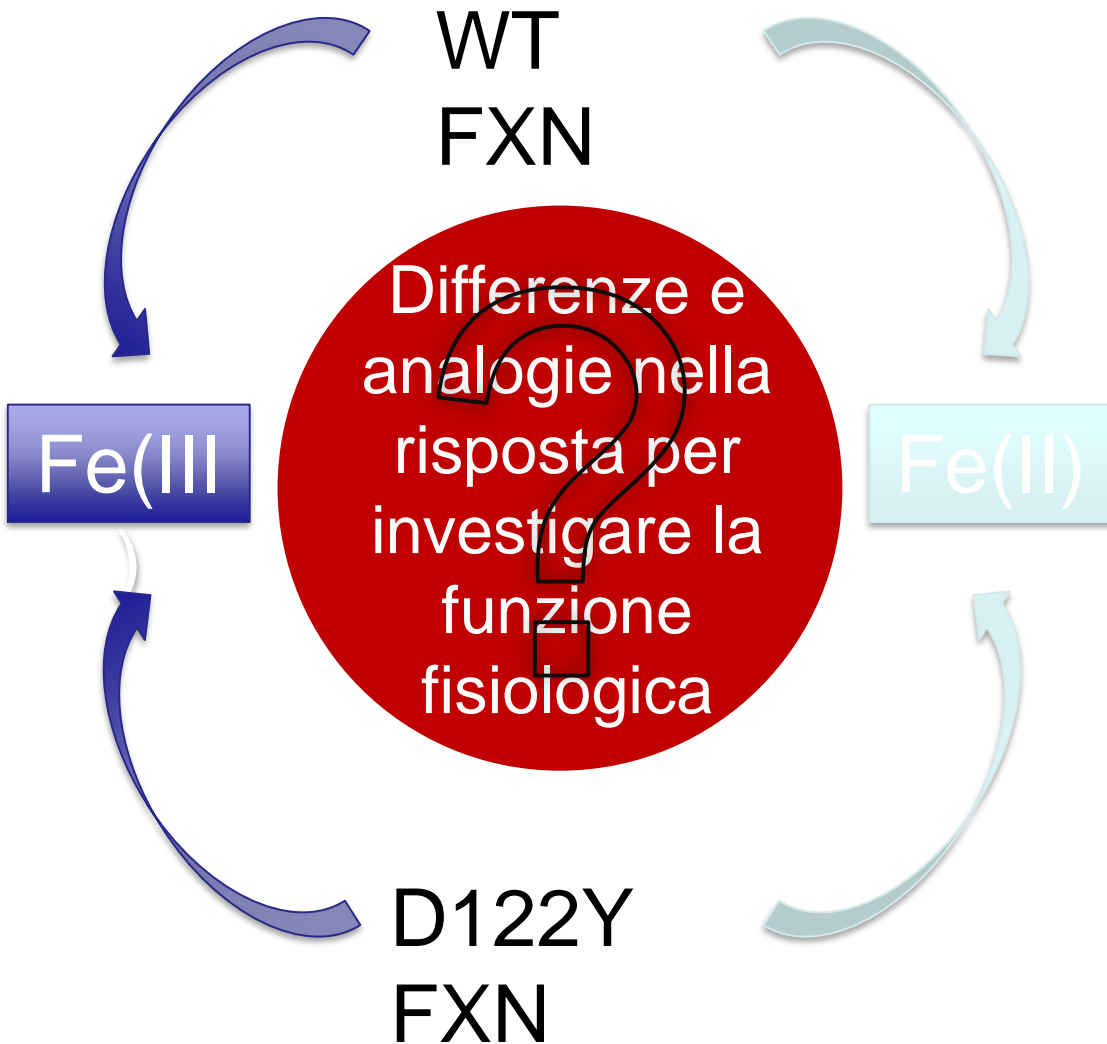 WT
FXN
Differenze e
analogie nella
risposta per
investigare la
funzione
fisiologica
?
Fe(III
Fe(II)
D122Y
FXN